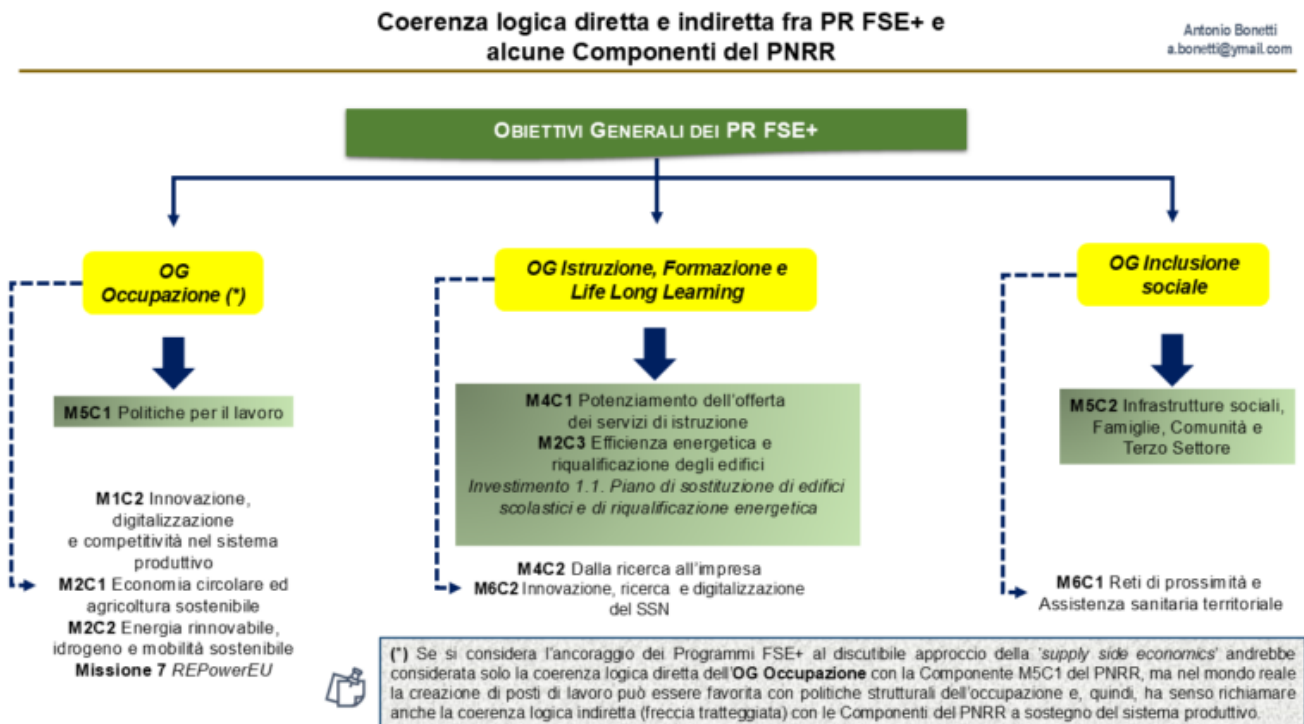 Coerenza logica diretta e indiretta fra PR FSE+ e
alcune Componenti del PNRR
Antonio Bonetti
a.bonetti@ymail.com
OBIETTIVI GENERALI DEI PR FSE+
OG
Occupazione (*)
OG Istruzione, Formazione e
Life Long Learning
OG Inclusione
sociale
M5C1 Politiche per il lavoro
M4C1 Potenziamento dell'offerta
dei servizi di istruzione
M2C3 Efficienza energetica e
riqualificazione degli edifici
Investimento 1.1. Piano di sostituzione di edifici
scolastici e di riqualificazione energetica
M5C2 Infrastrutture sociali,
Famiglie, Comunità e
Terzo Settore
M1C2 Innovazione,
digitalizzazione
e competitività nel sistema
produttivo
M2C1 Economia circolare ed
agricoltura sostenibile
M2C2 Energia rinnovabile,
idrogeno e mobilità sostenibile
Missione 7 REPowerEU
M4C2 Dalla ricerca all'impresa
M6C2 Innovazione, ricerca e digitalizzazione
del SSN
M6C1 Reti di prossimità e
Assistenza sanitaria territoriale
(*) Se si considera l'ancoraggio dei Programmi FSE+ al discutibile approccio della 'supply side economics' andrebbe
considerata solo la coerenza logica diretta dell'OG Occupazione con la Componente M5C1 del PNRR, ma nel mondo reale
la creazione di posti di lavoro può essere favorita con politiche strutturali dell'occupazione e, quindi, ha senso richiamare
anche la coerenza logica indiretta (freccia tratteggiata) con le Componenti del PNRR a sostegno del sistema produttivo.